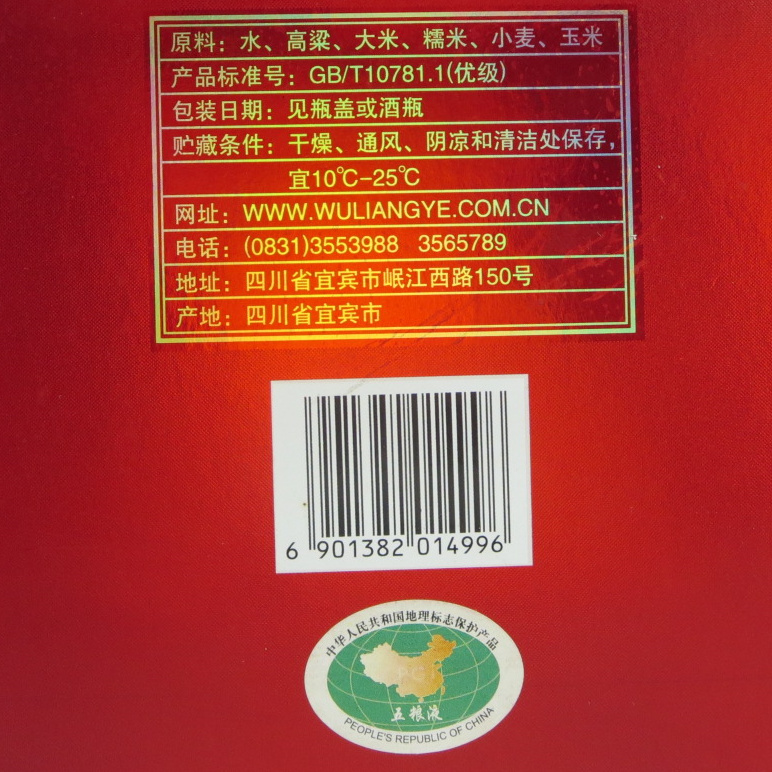 原料：水、高粱、大米、糯米、小麦、玉米
产品标准号：GB/T10781.1(优级)
包装日期：见瓶盖或酒瓶
贮藏条件：干燥、通风、阴凉和清洁处保存，
宜10℃-25℃
网址：WWW.WULIANGYE.COM.CN
电话：(0831)3553988 3565789
地址：四川省宜宾市岷江西路150号
产地：四川省宜宾市
6 901382 014996
中华人民共和国地理标志保护产品
PGI
五粮液
PEOPLE'S REPUBLIC OF CHINA